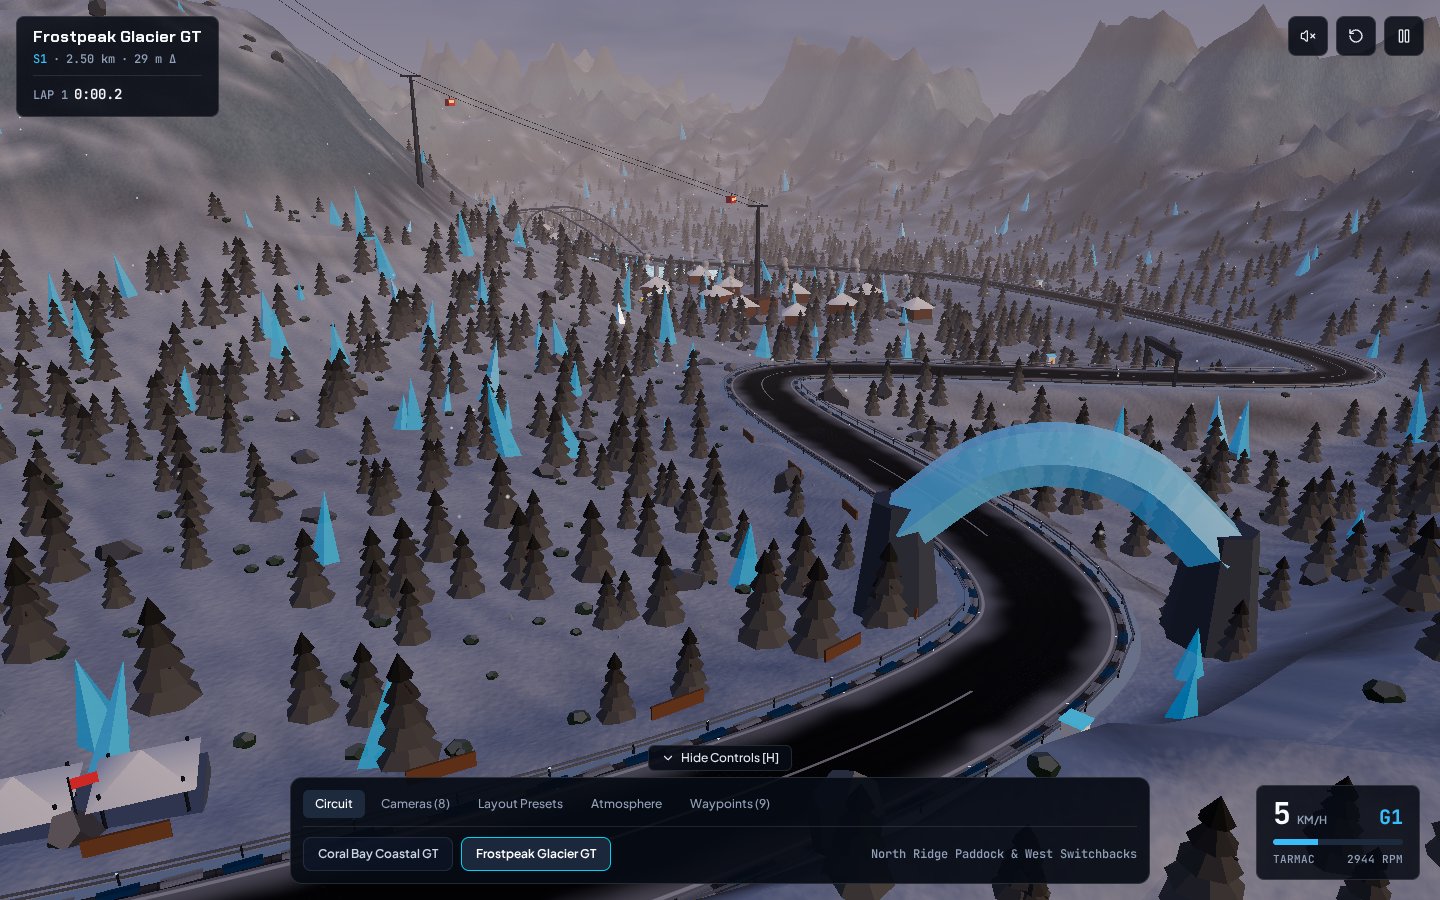 Frostpeak Glacier GT
S1 · 2.50 km · 29 m Δ
LAP 1 0:00.2
Hide Controls [H]
Circuit Cameras (8) Layout Presets Atmosphere Waypoints (9)
Coral Bay Coastal GT Frostpeak Glacier GT North Ridge Paddock & West Switchbacks
5 KM/H G1
TARMAC 2944 RPM